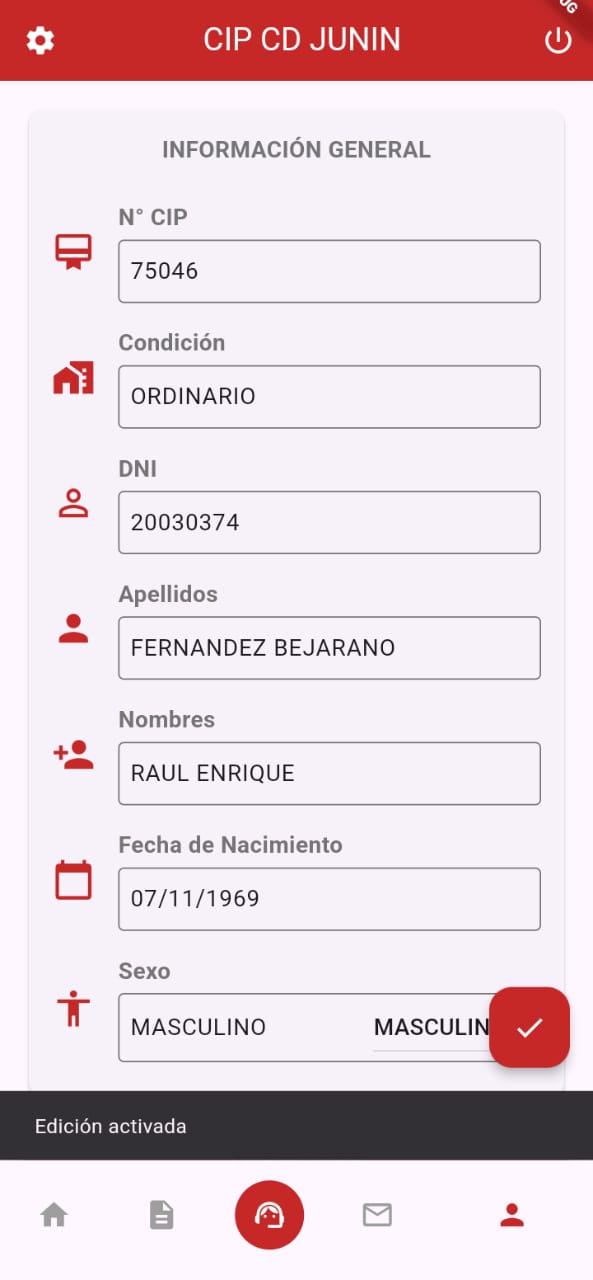 CIP CD JUNIN
INFORMACIÓN GENERAL
N° CIP
75046
Condición
ORDINARIO
DNI
20030374
Apellidos
FERNANDEZ BEJARANO
Nombres
RAUL ENRIQUE
Fecha de Nacimiento
07/11/1969
Sexo
MASCULINO MASCULIN
Edición activada